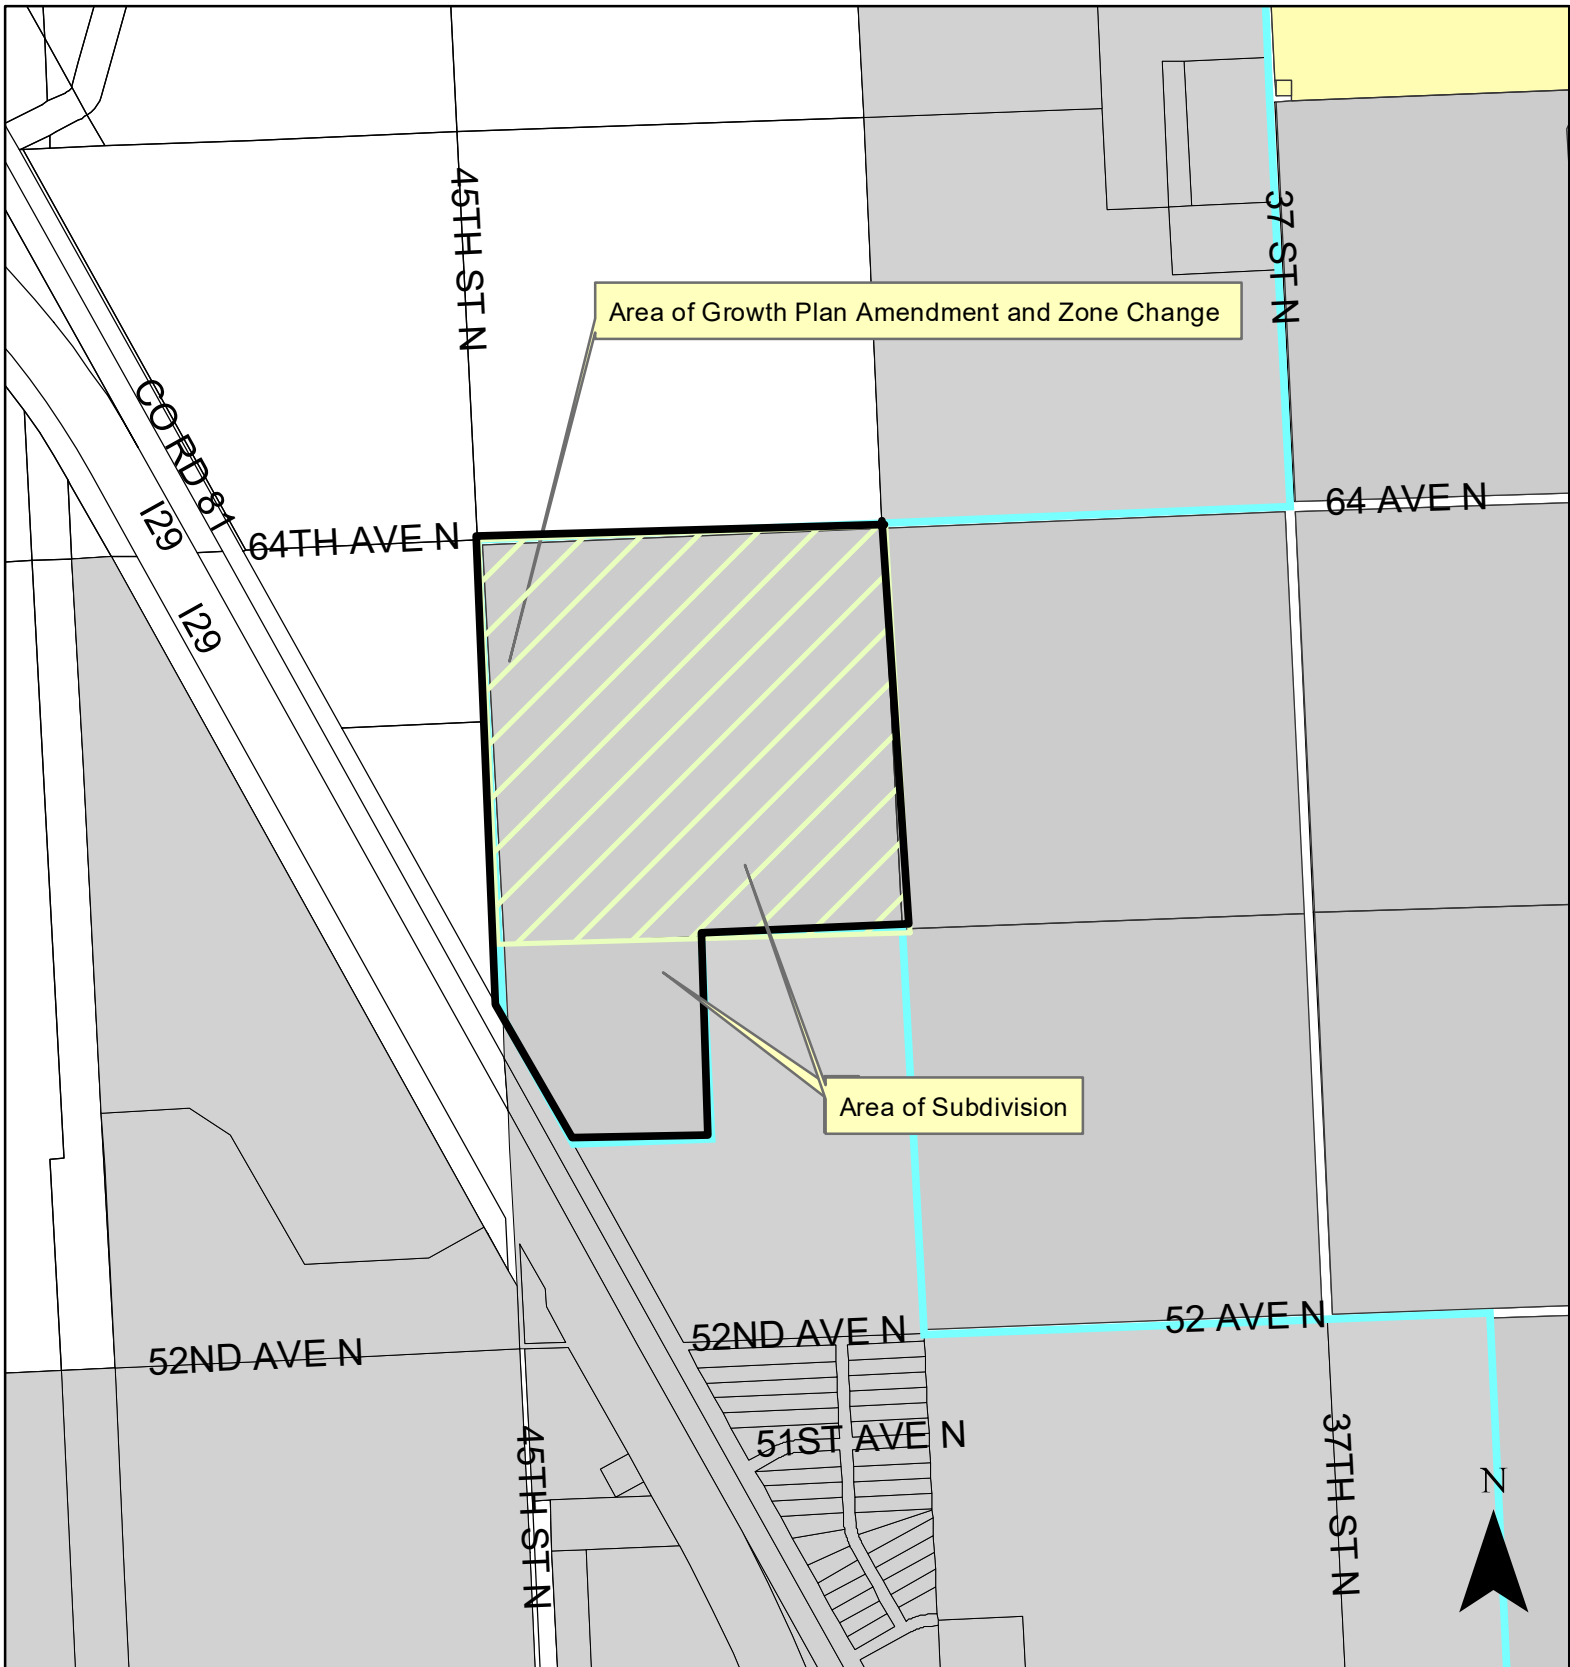 45TH ST N
37 ST N
Area of Growth Plan Amendment and Zone Change
CO RD 81
64 AVE N
I29
64TH AVE N
I29
Area of Subdivision
52 AVE N
52ND AVE N
52ND AVE N
51ST AVE N
45TH ST N
37TH ST N
N